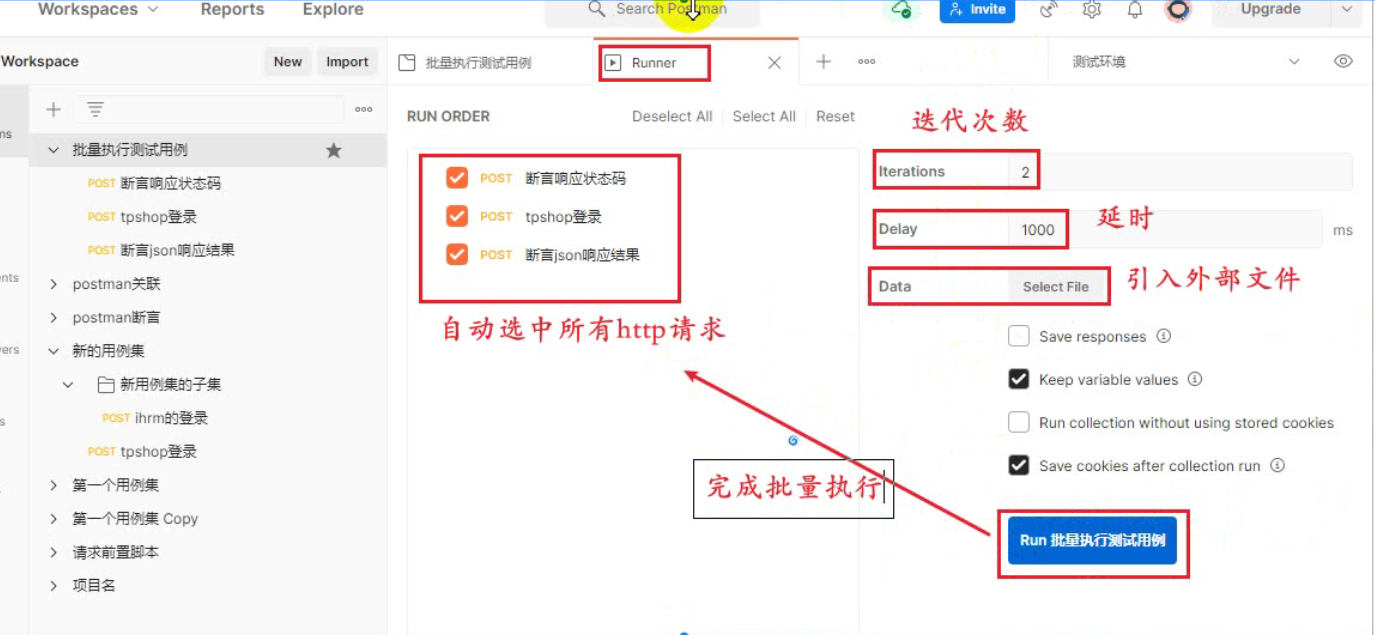 Workspaces Reports Explore Search Postman Invite Upgrade
Workspace New Import 批量执行测试用例 Runner 测试环境
RUN ORDER Deselect All Select All Reset
迭代次数
批量执行测试用例
POST 断言响应状态码
POST tpshop登录
POST 断言json响应结果
postman关联
postman断言
新的用例集
新用例集的子集
POST ihrm的登录
POST tpshop登录
第一个用例集
第一个用例集 Copy
请求前置脚本
项目名
POST 断言响应状态码
POST tpshop登录
POST 断言json响应结果
自动选中所有http请求
完成批量执行
Iterations 2
延时
Delay 1000 ms
引入外部文件
Data Select File
Save responses
Keep variable values
Run collection without using stored cookies
Save cookies after collection run
Run 批量执行测试用例